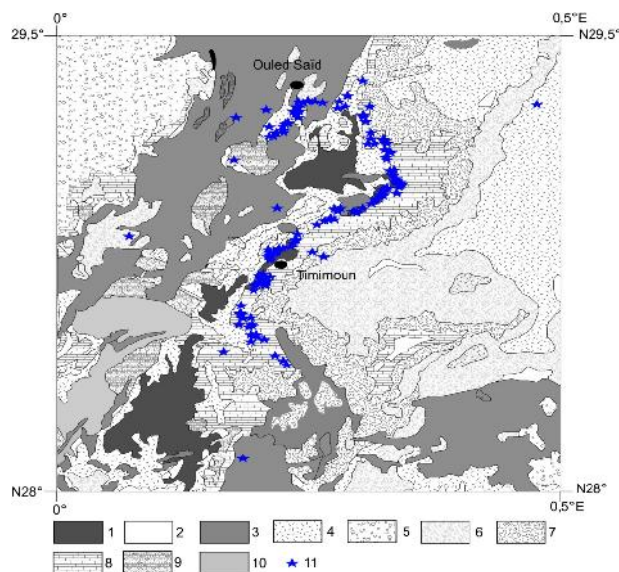 0° 0,5°E
29.5° N29.5°
Ouled Saïd
Timimoun
N28° N28°
0° 0,5°E
1 2 3 4 5 6 7
8 9 10 11